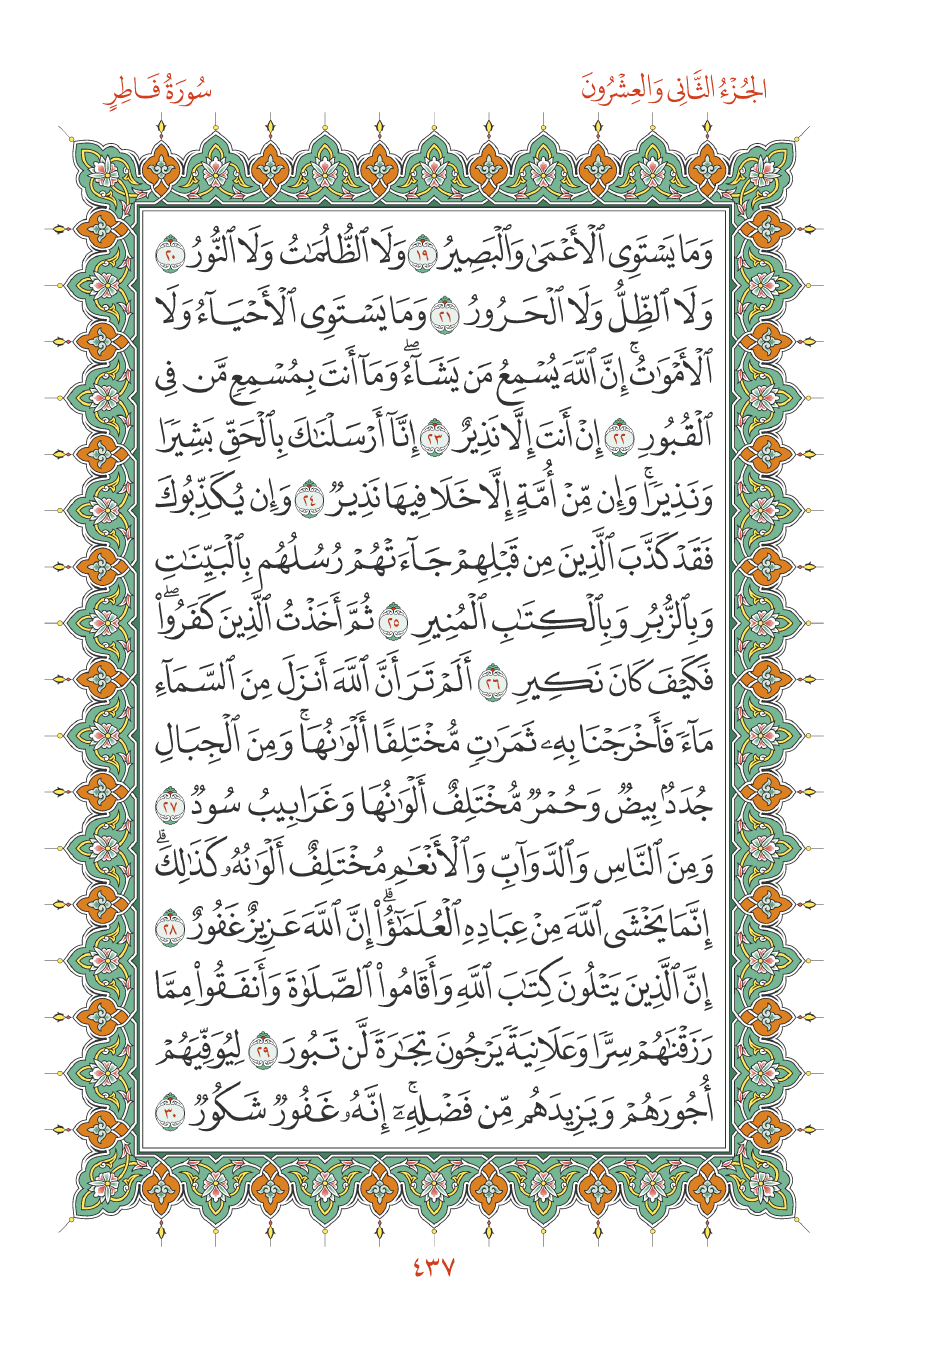 الجُزْءُ الثَّانِي وَالعِشْرُونَ
سُورَةُ فَاطِرٍ
وَمَا يَسْتَوِى ٱلْأَعْمَىٰ وَٱلْبَصِيرُ ١٩ وَلَا ٱلظُّلُمَٰتُ وَلَا ٱلنُّورُ ٢٠
وَلَا ٱلظِّلُّ وَلَا ٱلْحَرُورُ ٢١ وَمَا يَسْتَوِى ٱلْأَحْيَآءُ وَلَا
ٱلْأَمْوَٰتُۚ إِنَّ ٱللَّهَ يُسْمِعُ مَن يَشَآءُۖ وَمَآ أَنتَ بِمُسْمِعٍ مَّن فِى
ٱلْقُبُورِ ٢٢ إِنْ أَنتَ إِلَّا نَذِيرٌ ٢٣ إِنَّآ أَرْسَلْنَٰكَ بِٱلْحَقِّ بَشِيرًا
وَنَذِيرًاۚ وَإِن مِّنْ أُمَّةٍ إِلَّا خَلَا فِيهَا نَذِيرٌ ٢٤ وَإِن يُكَذِّبُوكَ
فَقَدْ كَذَّبَ ٱلَّذِينَ مِن قَبْلِهِمْ جَآءَتْهُمْ رُسُلُهُم بِٱلْبَيِّنَٰتِ
وَبِٱلزُّبُرِ وَبِٱلْكِتَٰبِ ٱلْمُنِيرِ ٢٥ ثُمَّ أَخَذْتُ ٱلَّذِينَ كَفَرُوا۟ۖ
فَكَيْفَ كَانَ نَكِيرِ ٢٦ أَلَمْ تَرَ أَنَّ ٱللَّهَ أَنزَلَ مِنَ ٱلسَّمَآءِ
مَآءً فَأَخْرَجْنَا بِهِۦ ثَمَرَٰتٍ مُّخْتَلِفًا أَلْوَٰنُهَاۚ وَمِنَ ٱلْجِبَالِ
جُدَدٌۢ بِيضٌ وَحُمْرٌ مُّخْتَلِفٌ أَلْوَٰنُهَا وَغَرَابِيبُ سُودٌ ٢٧
وَمِنَ ٱلنَّاسِ وَٱلدَّوَآبِّ وَٱلْأَنْعَٰمِ مُخْتَلِفٌ أَلْوَٰنُهُۥ كَذَٰلِكَۗ
إِنَّمَا يَخْشَى ٱللَّهَ مِنْ عِبَادِهِ ٱلْعُلَمَٰٓؤُا۟ۗ إِنَّ ٱللَّهَ عَزِيزٌ غَفُورٌ ٢٨
إِنَّ ٱلَّذِينَ يَتْلُونَ كِتَٰبَ ٱللَّهِ وَأَقَامُوا۟ ٱلصَّلَوٰةَ وَأَنفَقُوا۟ مِمَّا
رَزَقْنَٰهُمْ سِرًّا وَعَلَانِيَةً يَرْجُونَ تِجَٰرَةً لَّن تَبُورَ ٢٩ لِيُوَفِّيَهُمْ
أُجُورَهُمْ وَيَزِيدَهُم مِّن فَضْلِهِۦٓۚ إِنَّهُۥ غَفُورٌ شَكُورٌ ٣٠
٤٣٧